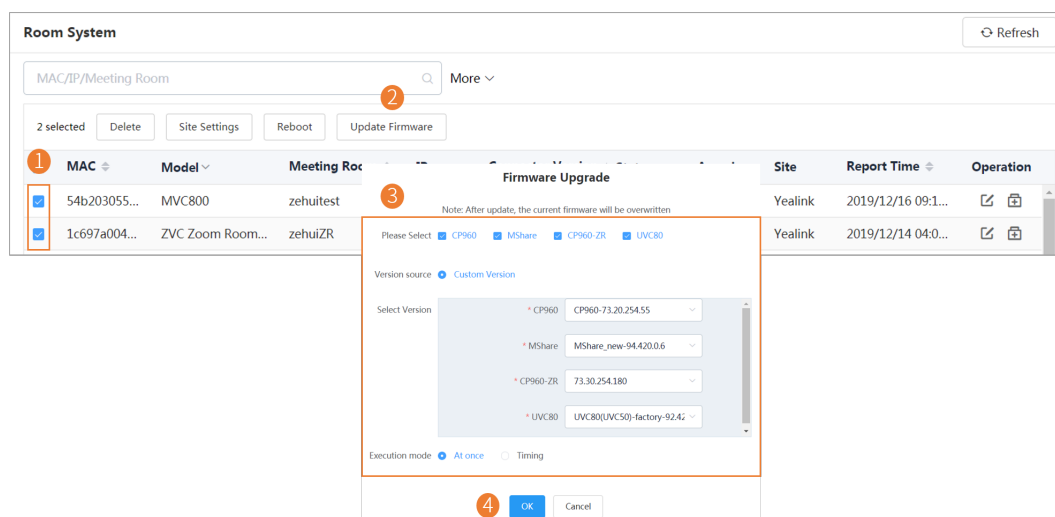 Room System
Refresh
MAC/IP/Meeting Room
More
2
2 selected Delete Site Settings Reboot Update Firmware
1
MAC Model Meeting Site Report Time Operation
54b203055... MVC800 zehuitest Yealink 2019/12/16 09:1...
1c697a004... ZVC Zoom Room... zehuiZR Yealink 2019/12/14 04:0...
Firmware Upgrade
3
Note: After update, the current firmware will be overwritten
Please Select CP960 MShare CP960-ZR UVC80
Version source Custom Version
Select Version * CP960 CP960-73.20.254.55
* MShare MShare_new-94.420.0.6
* CP960-ZR 73.30.254.180
* UVC80 UVC80(UVC50)-factory-92.42
Execution mode At once Timing
4 OK Cancel